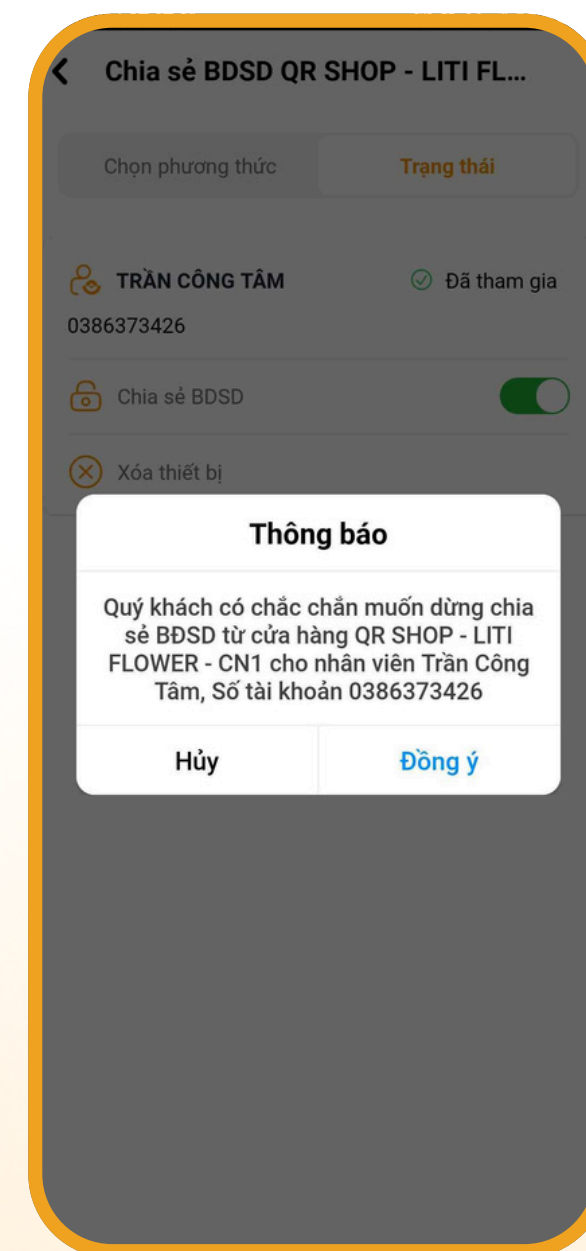 Chia sẻ BDSD QR SHOP - LITI FL...
Chọn phương thức
Trạng thái
TRẦN CÔNG TÂM
Đã tham gia
0386373426
Chia sẻ BDSD
Xóa thiết bị
Thông báo
Quý khách có chắc chắn muốn dừng chia
sẻ BĐSD từ cửa hàng QR SHOP - LITI
FLOWER - CN1 cho nhân viên Trần Công
Tâm, Số tài khoản 0386373426
Hủy
Đồng ý